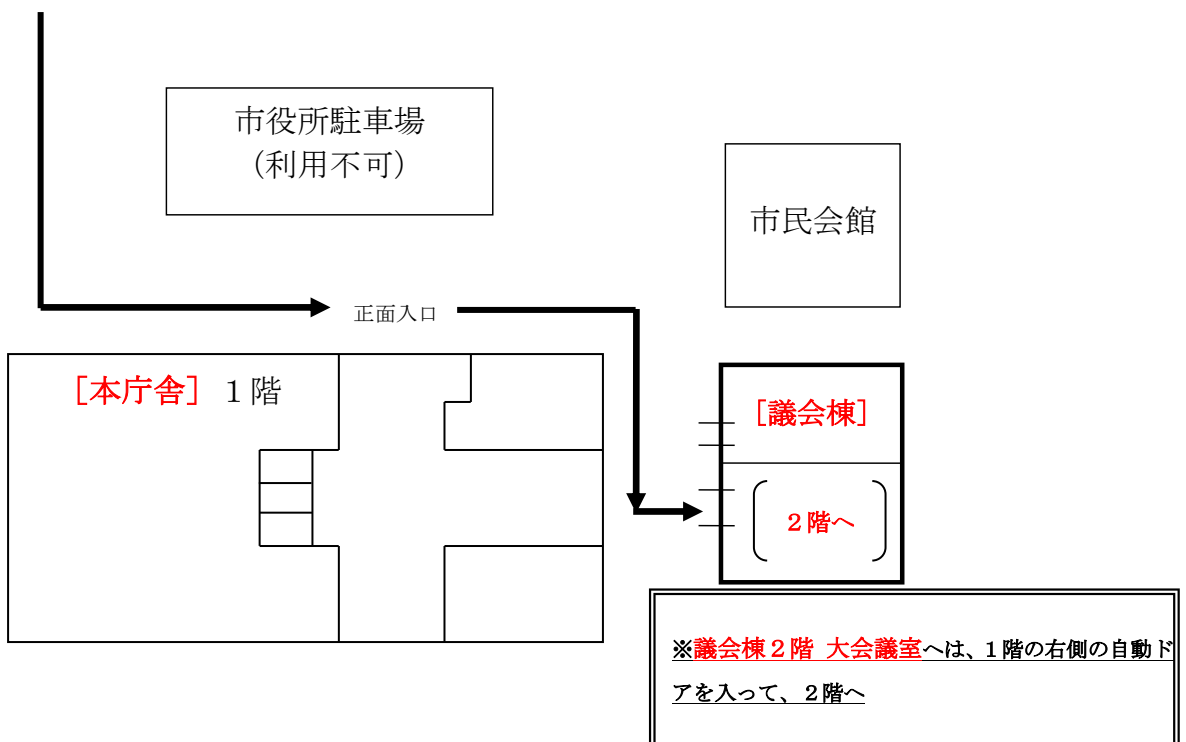 市役所駐車場
（利用不可）
市民会館
正面入口
［本庁舎］１階
［議会棟］
２階へ
※議会棟２階 大会議室へは、１階の右側の自動ド
アを入って、２階へ